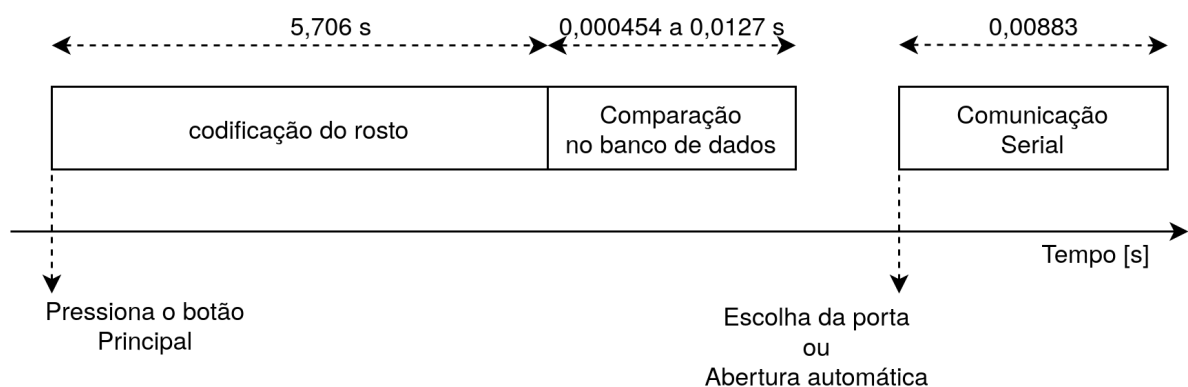 5,706 s
0,000454 a 0,0127 s
0,00883
codificação do rosto
Comparação
no banco de dados
Comunicação
Serial
Tempo [s]
Pressiona o botão
Principal
Escolha da porta
ou
Abertura automática